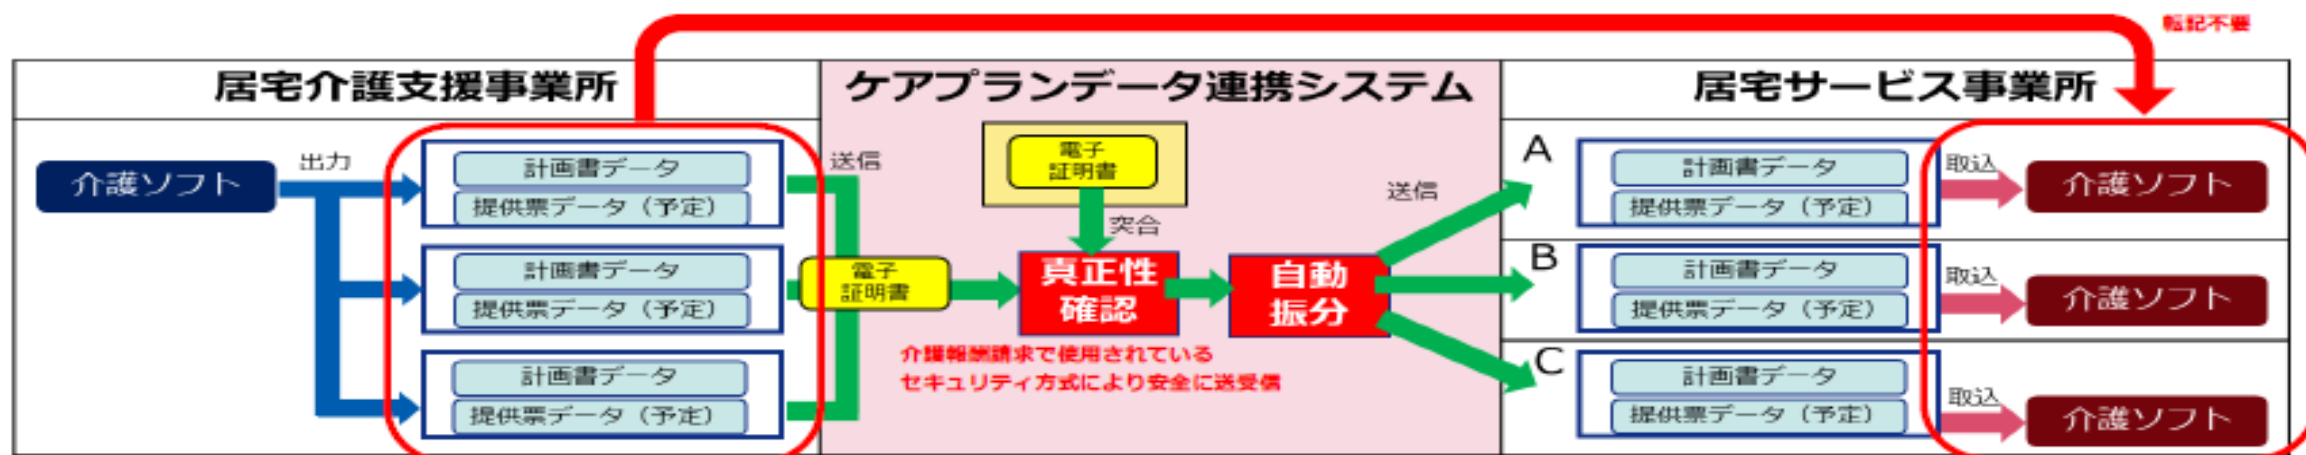 転記不要
居宅介護支援事業所
ケアプランデータ連携システム
居宅サービス事業所
介護ソフト
出力
計画書データ
提供票データ（予定）
計画書データ
提供票データ（予定）
計画書データ
提供票データ（予定）
送信
電子
証明書
電子
証明書
突合
真正性
確認
自動
振分
介護報酬請求で使用されている
セキュリティ方式により安全に送受信
送信
A
計画書データ
提供票データ（予定）
取込
介護ソフト
B
計画書データ
提供票データ（予定）
取込
介護ソフト
C
計画書データ
提供票データ（予定）
取込
介護ソフト